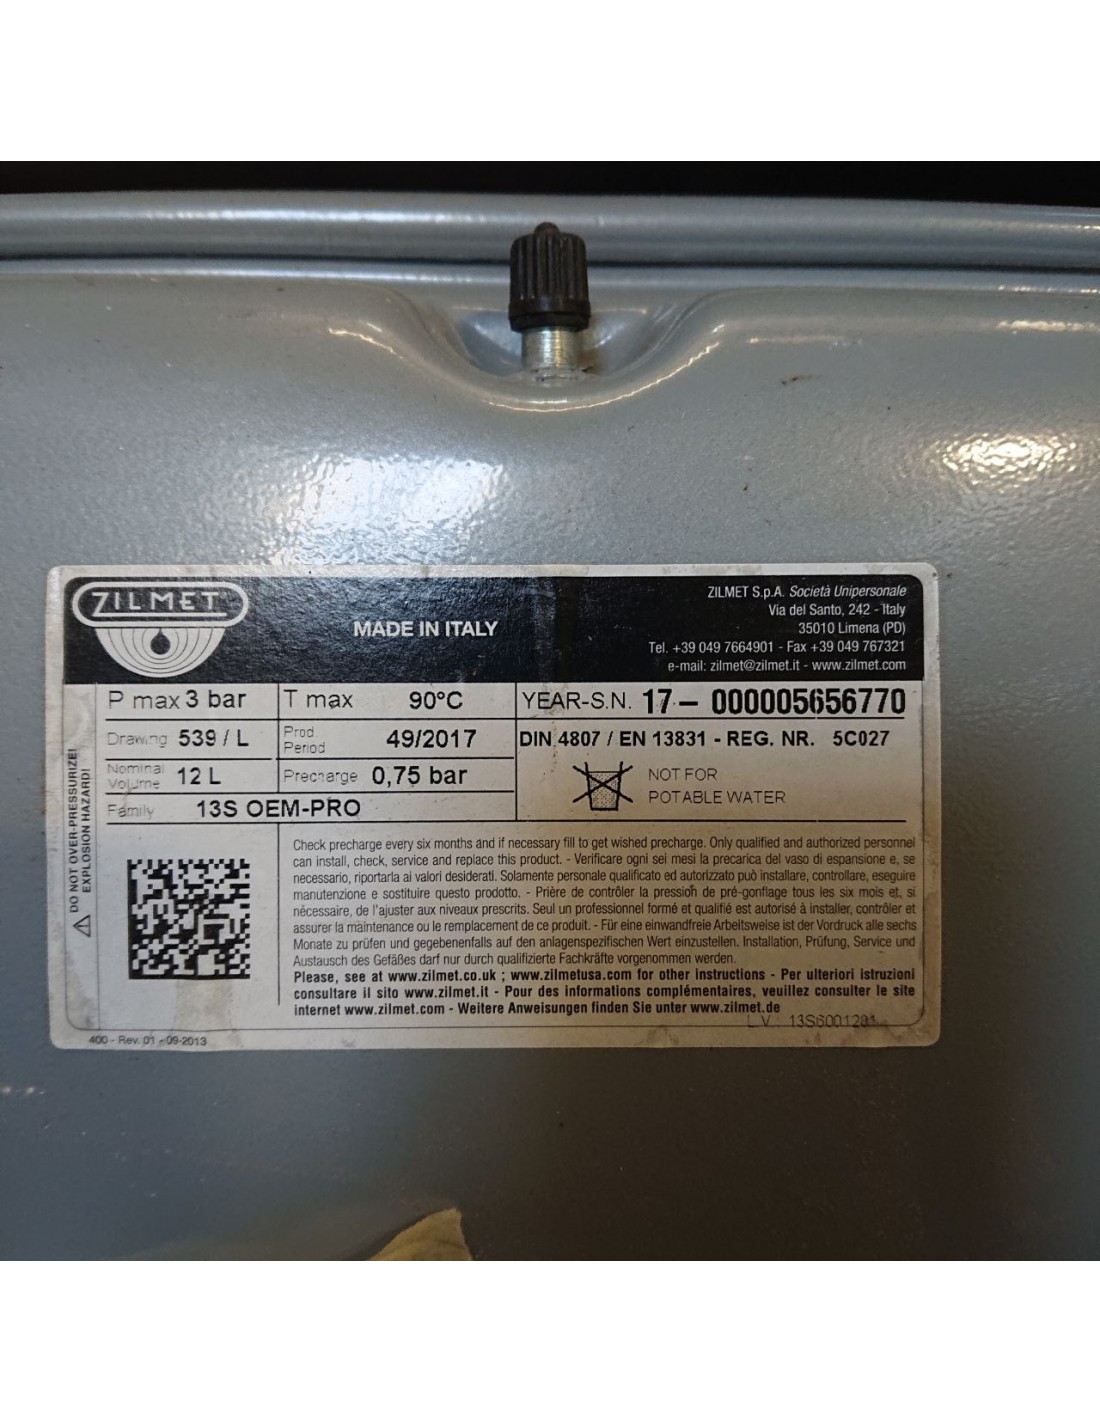 ZILMET
MADE IN ITALY
ZILMET S.p.A. Società Unipersonale
Via del Santo, 242 - Italy
35010 Limena (PD)
Tel. +39 049 7664901 - Fax +39 049 767321
e-mail: zilmet@zilmet.it - www.zilmet.com
P max 3 bar
T max 90°C
YEAR-S.N. 17- 000005656770
Drawing 539 / L
Prod. Period 49/2017
DIN 4807 / EN 13831 - REG. NR. 5C027
Nominal Volume 12 L
Precharge 0,75 bar
NOT FOR
POTABLE WATER
Family 13S OEM-PRO
DO NOT OVER-PRESSURIZE!
EXPLOSION HAZARD!
Check precharge every six months and if necessary fill to get wished precharge. Only qualified and authorized personnel
can install, check, service and replace this product. - Verificare ogni sei mesi la precarica del vaso di espansione e, se
necessario, riportarla ai valori desiderati. Solamente personale qualificato ed autorizzato può installare, controllare, eseguire
manutenzione e sostituire questo prodotto. - Prière de contrôler la pression de pré-gonflage tous les six mois et, si
nécessaire, de l'ajuster aux niveaux prescrits. Seul un professionnel formé et qualifié est autorisé à installer, contrôler et
assurer la maintenance ou le remplacement de ce produit. - Für eine einwandfreie Arbeitsweise ist der Vordruck alle sechs
Monate zu prüfen und gegebenenfalls auf den anlagenspezifischen Wert einzustellen. Installation, Prüfung, Service und
Austausch des Gefäßes darf nur durch qualifizierte Fachkräfte vorgenommen werden.
Please, see at www.zilmet.co.uk ; www.zilmetusa.com for other instructions - Per ulteriori istruzioni
consultare il sito www.zilmet.it - Pour des informations complémentaires, veuillez consulter le site
internet www.zilmet.com - Weitere Anweisungen finden Sie unter www.zilmet.de
L.V. 13S6001201
400 - Rev. 01 - 09-2013